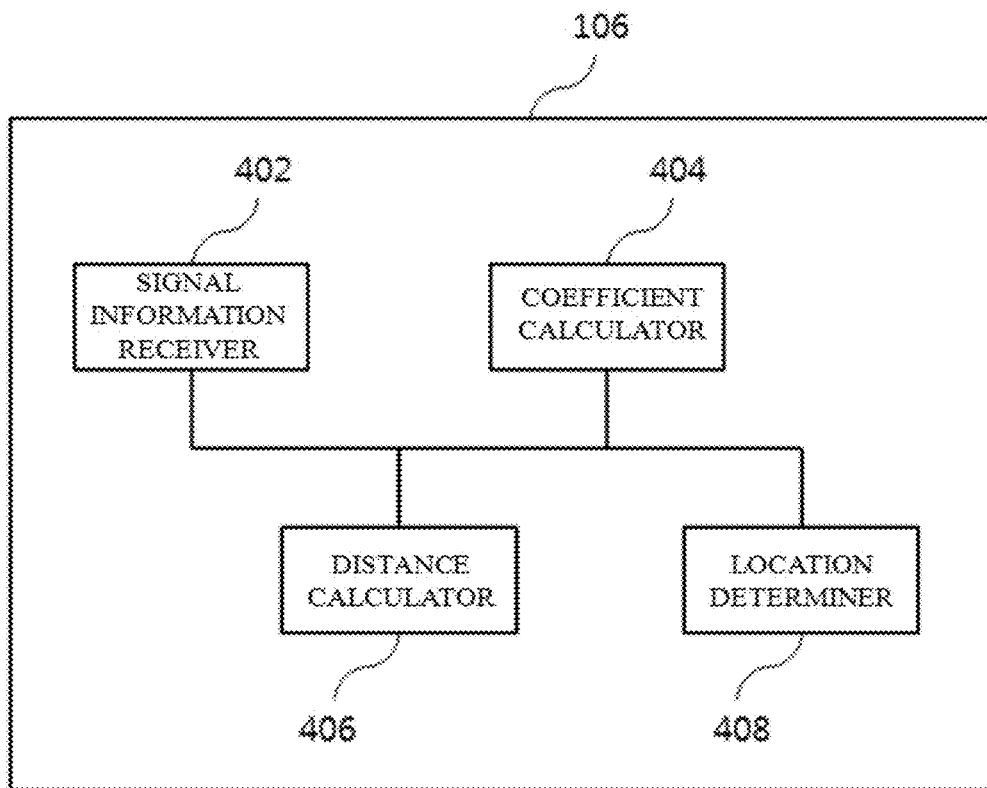 106
402
404
SIGNAL
INFORMATION
RECEIVER
COEFFICIENT
CALCULATOR
DISTANCE
CALCULATOR
LOCATION
DETERMINER
406
408